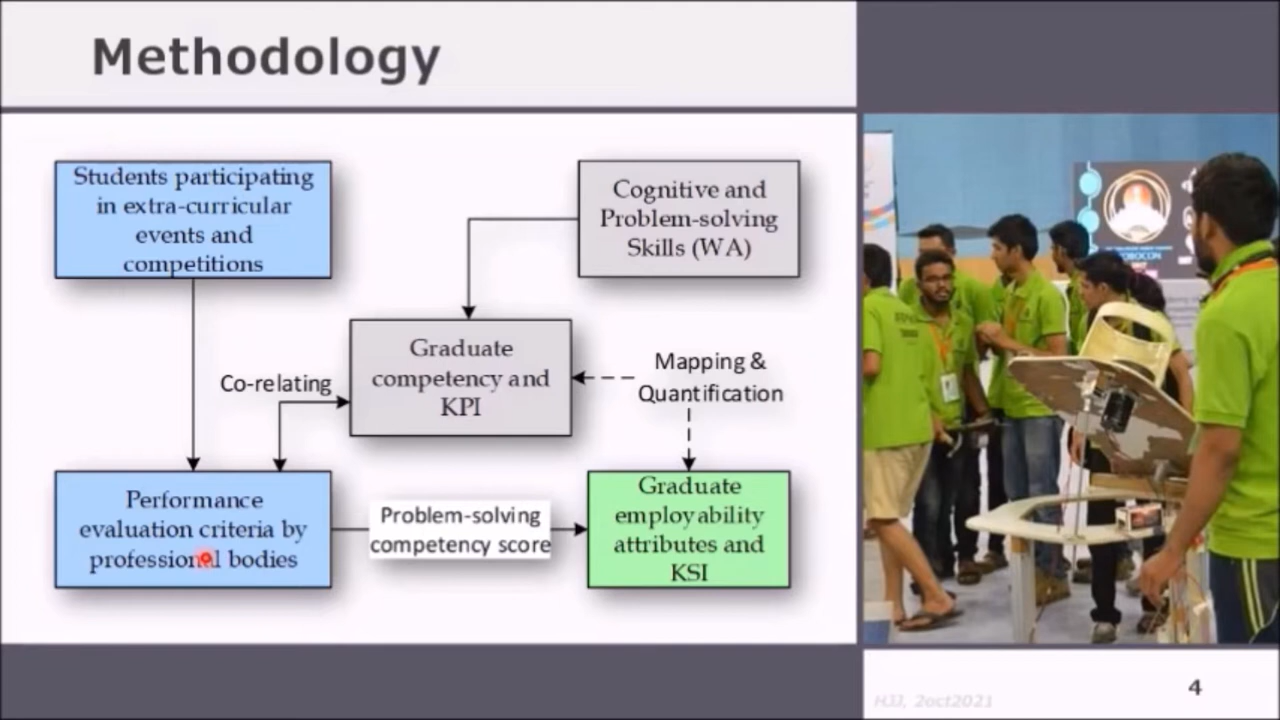 Methodology
Students participating
in extra-curricular
events and
competitions
Cognitive and
Problem-solving
Skills (WA)
Graduate
competency and
KPI
Co-relating
Mapping &
Quantification
Performance
evaluation criteria by
professional bodies
Problem-solving
competency score
Graduate
employability
attributes and
KSI
ROBOCON
HJJ, 2oct2021
4